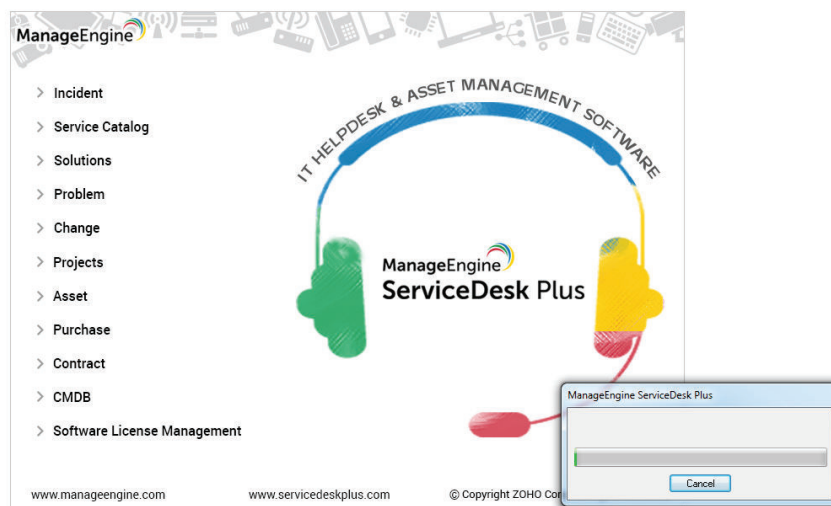 ManageEngine
Incident
Service Catalog
Solutions
Problem
Change
Projects
Asset
Purchase
Contract
CMDB
Software License Management
IT HELPDESK & ASSET MANAGEMENT SOFTWARE
ManageEngine
ServiceDesk Plus
ManageEngine ServiceDesk Plus
Cancel
www.manageengine.com
www.servicedeskplus.com
© Copyright ZOHO